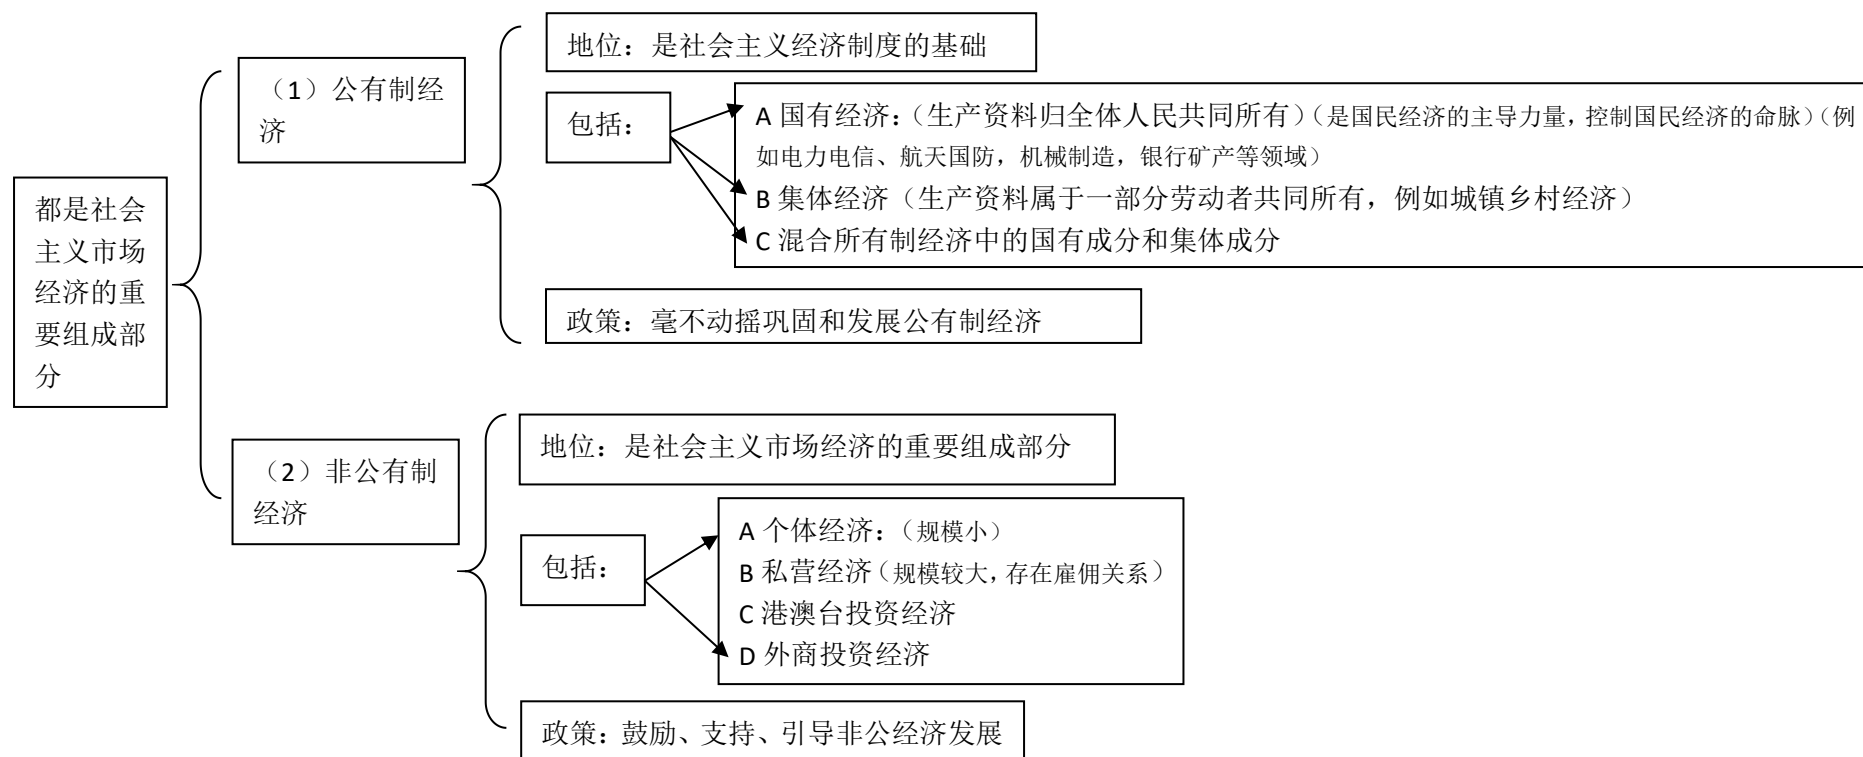 都是社会
主义市场
经济的重
要组成部
分
（1）公有制经
济
地位：是社会主义经济制度的基础
包括：
A 国有经济：（生产资料归全体人民共同所有）（是国民经济的主导力量，控制国民经济的命脉）（例
如电力电信、航天国防，机械制造，银行矿产等领域）
B 集体经济（生产资料属于一部分劳动者共同所有，例如城镇乡村经济）
C 混合所有制经济中的国有成分和集体成分
政策：毫不动摇巩固和发展公有制经济
（2）非公有制
经济
地位：是社会主义市场经济的重要组成部分
包括：
A 个体经济：（规模小）
B 私营经济（规模较大，存在雇佣关系）
C 港澳台投资经济
D 外商投资经济
政策：鼓励、支持、引导非公经济发展